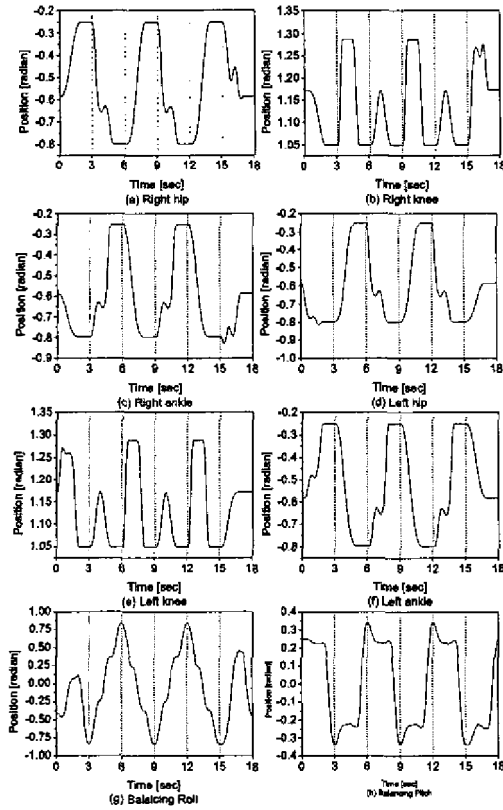 -0.2
-0.3
-0.4
-0.5
-0.6
-0.7
-0.8
Position [radian]
0 3 6 9 12 15 18
Time [sec]
(a) Right hip
1.35
1.30
1.25
1.20
1.15
1.10
1.05
Position [radian]
0 3 6 9 12 15 18
Time [sec]
(b) Right knee
-0.2
-0.3
-0.4
-0.5
-0.6
-0.7
-0.8
-0.9
Position [radian]
0 3 6 9 12 15 18
Time [sec]
(c) Right ankle
-0.2
-0.3
-0.4
-0.5
-0.6
-0.7
-0.8
-0.9
-1.0
Position [radian]
0 3 6 9 12 15 18
Time [sec]
(d) Left hip
1.35
1.30
1.25
1.20
1.15
1.10
1.05
Position [radian]
0 3 6 9 12 15 18
Time [sec]
(e) Left knee
-0.2
-0.3
-0.4
-0.5
-0.6
-0.7
-0.8
Position [radian]
0 3 6 9 12 15 18
Time [sec]
(f) Left ankle
1.00
0.75
0.50
0.25
0.00
-0.25
-0.50
-0.75
-1.00
Position [radian]
0 3 6 9 12 15 18
Time [sec]
(g) Balalcing Roll
0.4
0.3
0.2
0.1
0.0
-0.1
-0.2
-0.3
-0.4
Position [radian]
0 3 6 9 12 15 18
Time [sec]
(h) Balancing Pitch